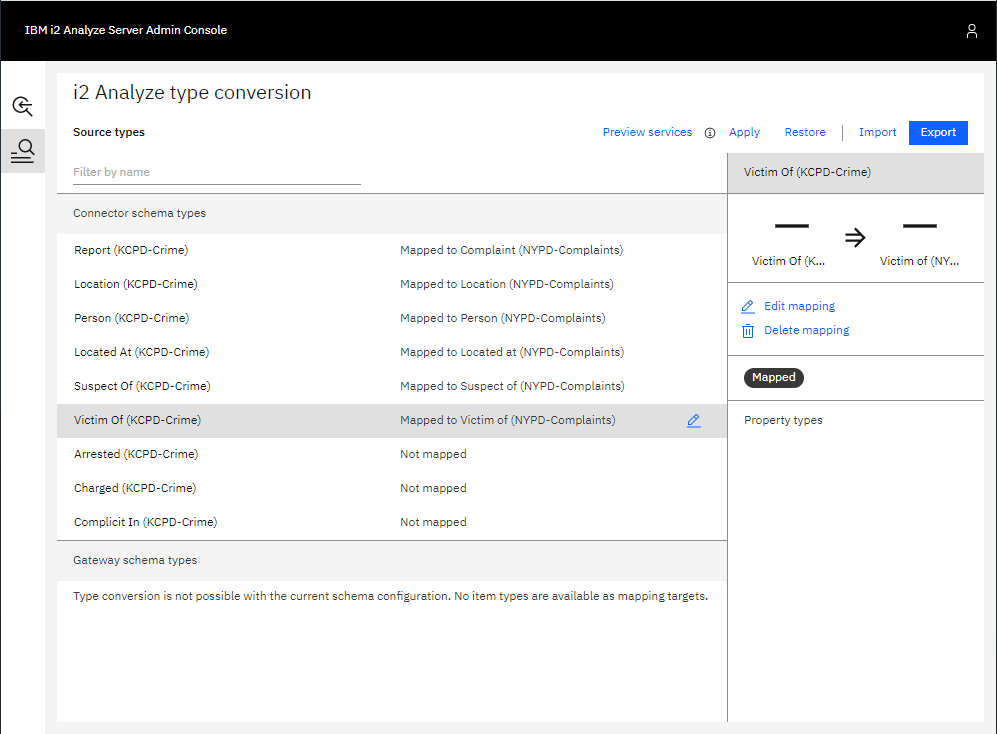 IBM i2 Analyze Server Admin Console
i2 Analyze type conversion
Source types
Preview services Apply Restore Import Export
Filter by name
Connector schema types
Report (KCPD-Crime) Mapped to Complaint (NYPD-Complaints)
Location (KCPD-Crime) Mapped to Location (NYPD-Complaints)
Person (KCPD-Crime) Mapped to Person (NYPD-Complaints)
Located At (KCPD-Crime) Mapped to Located at (NYPD-Complaints)
Suspect Of (KCPD-Crime) Mapped to Suspect of (NYPD-Complaints)
Victim Of (KCPD-Crime) Mapped to Victim of (NYPD-Complaints)
Arrested (KCPD-Crime) Not mapped
Charged (KCPD-Crime) Not mapped
Complicit In (KCPD-Crime) Not mapped
Gateway schema types
Type conversion is not possible with the current schema configuration. No item types are available as mapping targets.
Victim Of (KCPD-Crime)
Victim Of (K... Victim of (NY...
Edit mapping
Delete mapping
Mapped
Property types